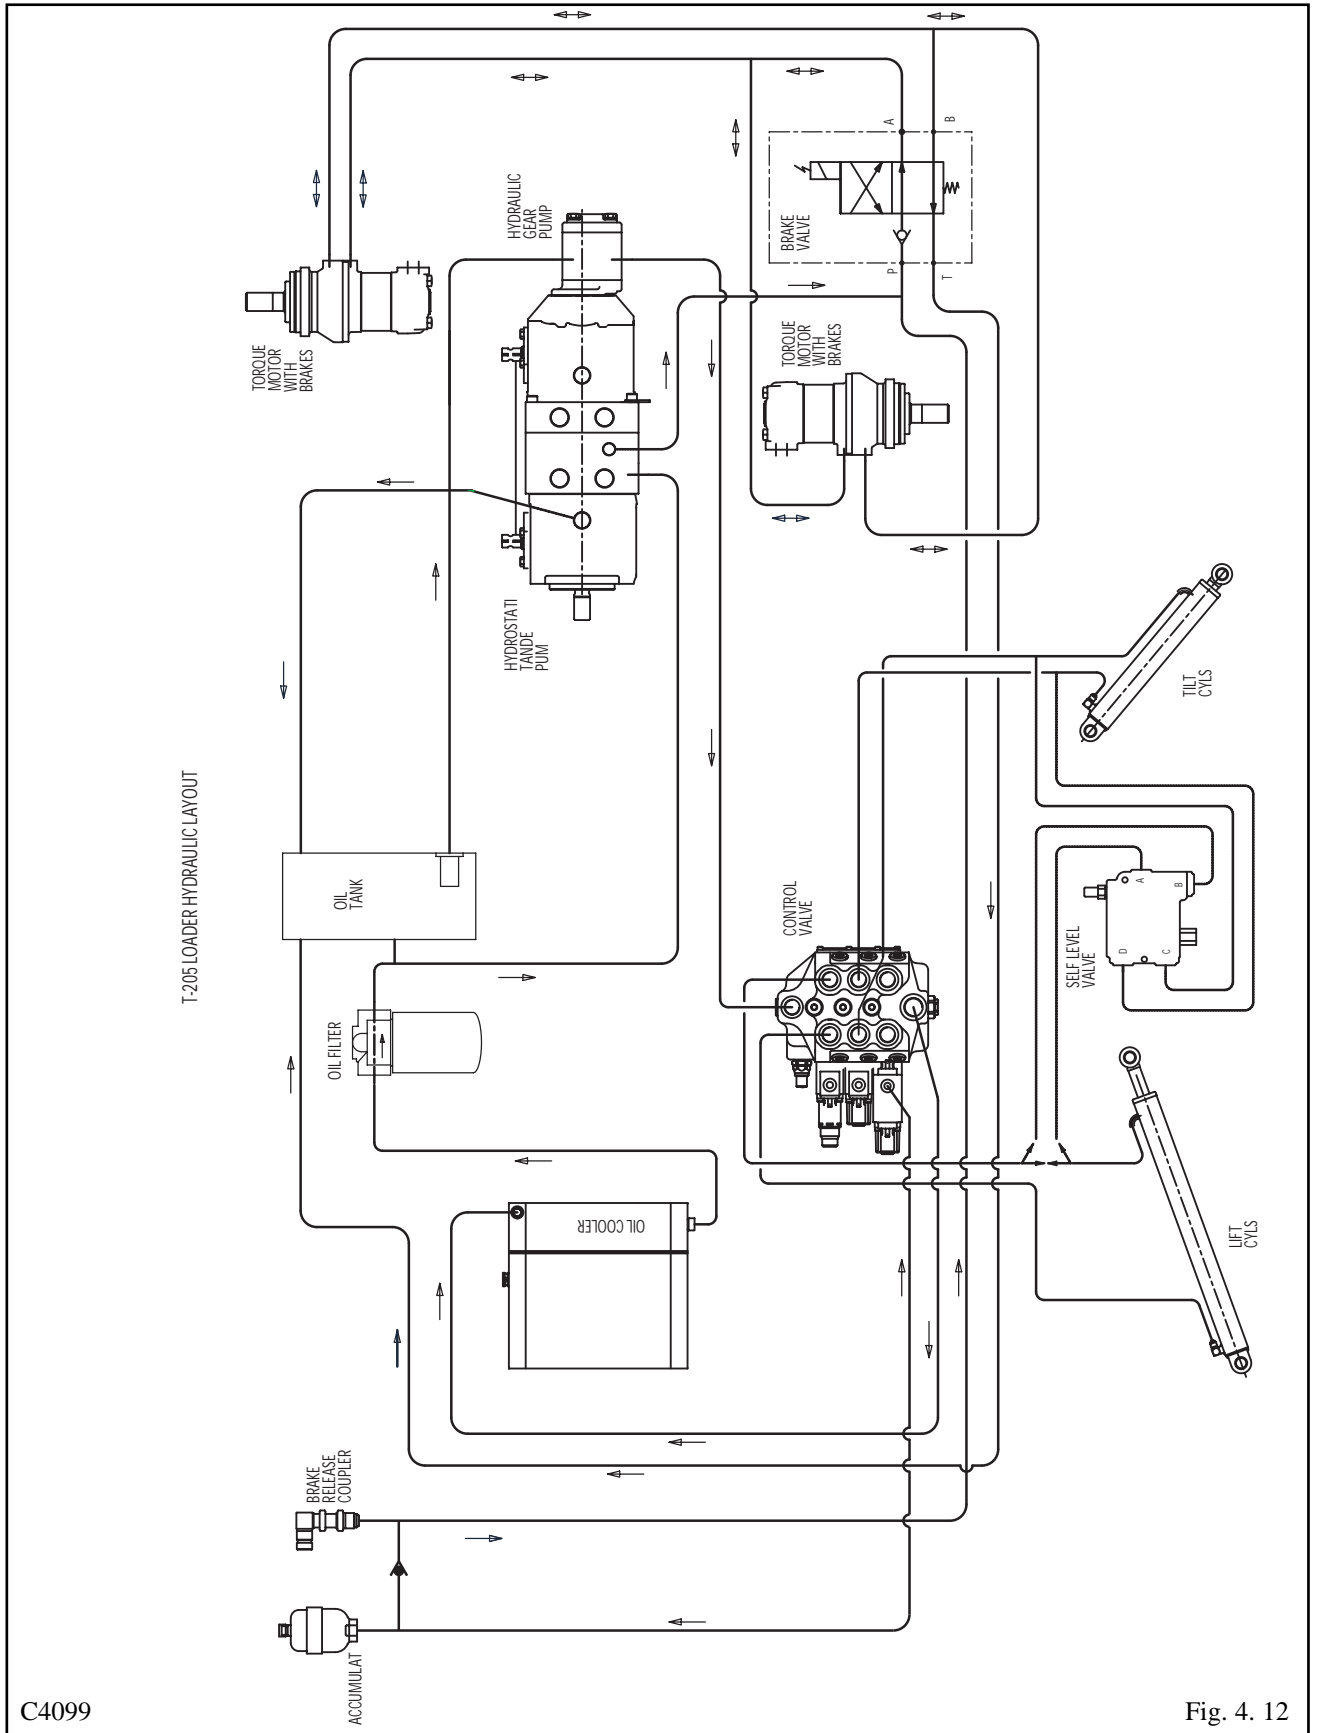 T-205 LOADER HYDRAULIC LAYOUT
TORQUE
MOTOR
WITH
BRAKES
HYDRAULIC
GEAR
PUMP
BRAKE
VALVE
A
B
P
T
TORQUE
MOTOR
WITH
BRAKES
HYDROSTATI
TANDE
PUM
OIL
TANK
OIL FILTER
CONTROL
VALVE
TILT
CYLS
SELF LEVEL
VALVE
A
B
D
C
OIL COOLER
LIFT
CYLS
BRAKE
RELEASE
COUPLER
ACCUMULAT
C4099
Fig. 4. 12